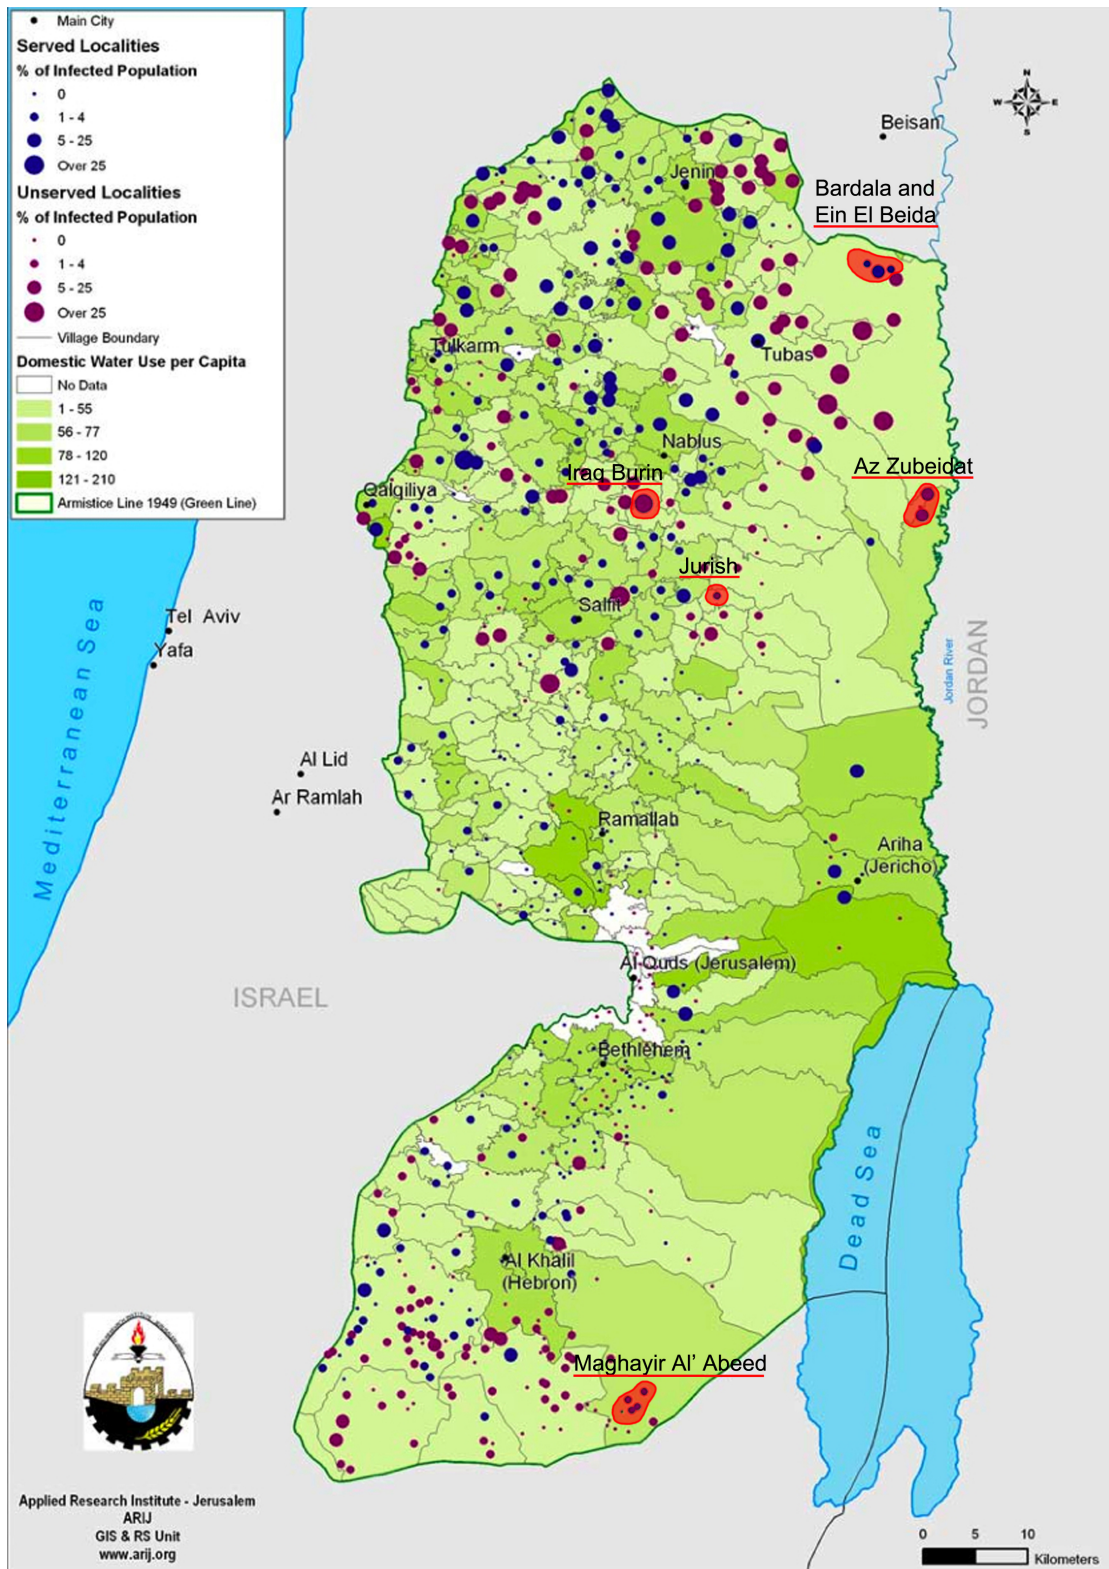 Main City
Served Localities
% of Infected Population
0
1 - 4
5 - 25
Over 25
Unserved Localities
% of Infected Population
0
1 - 4
5 - 25
Over 25
Village Boundary
Domestic Water Use per Capita
No Data
1 - 55
56 - 77
78 - 120
121 - 210
Armistice Line 1949 (Green Line)
N
W E
S
Beisan
Jenin
Bardala and
Ein El Beida
Tulkarm
Tubas
Nablus
Iraq Burin
Az Zubeidat
Qalqiliya
Jurish
Salfit
Tel Aviv
Yafa
Mediterranean Sea
Jordan River
JORDAN
Al Lid
Ar Ramlah
Ramallah
Ariha
(Jericho)
Al Quds (Jerusalem)
ISRAEL
Bethlehem
Dead Sea
Al Khalil
(Hebron)
Maghayir Al' Abeed
Applied Research Institute - Jerusalem
ARIJ
GIS & RS Unit
www.arij.org
0 5 10
Kilometers